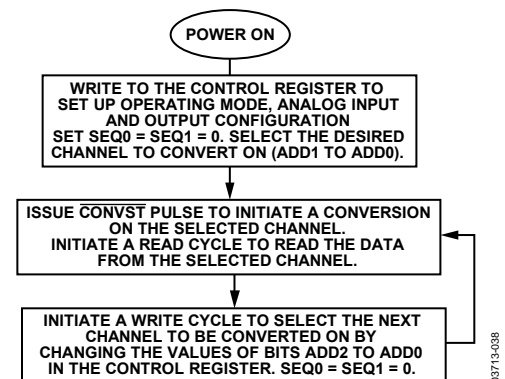 POWER ON
WRITE TO THE CONTROL REGISTER TO
SET UP OPERATING MODE, ANALOG INPUT
AND OUTPUT CONFIGURATION
SET SEQ0 = SEQ1 = 0. SELECT THE DESIRED
CHANNEL TO CONVERT ON (ADD1 TO ADD0).
ISSUE CONVST PULSE TO INITIATE A CONVERSION
ON THE SELECTED CHANNEL.
INITIATE A READ CYCLE TO READ THE DATA
FROM THE SELECTED CHANNEL.
INITIATE A WRITE CYCLE TO SELECT THE NEXT
CHANNEL TO BE CONVERTED ON BY
CHANGING THE VALUES OF BITS ADD2 TO ADD0
IN THE CONTROL REGISTER. SEQ0 = SEQ1 = 0.
03713-038